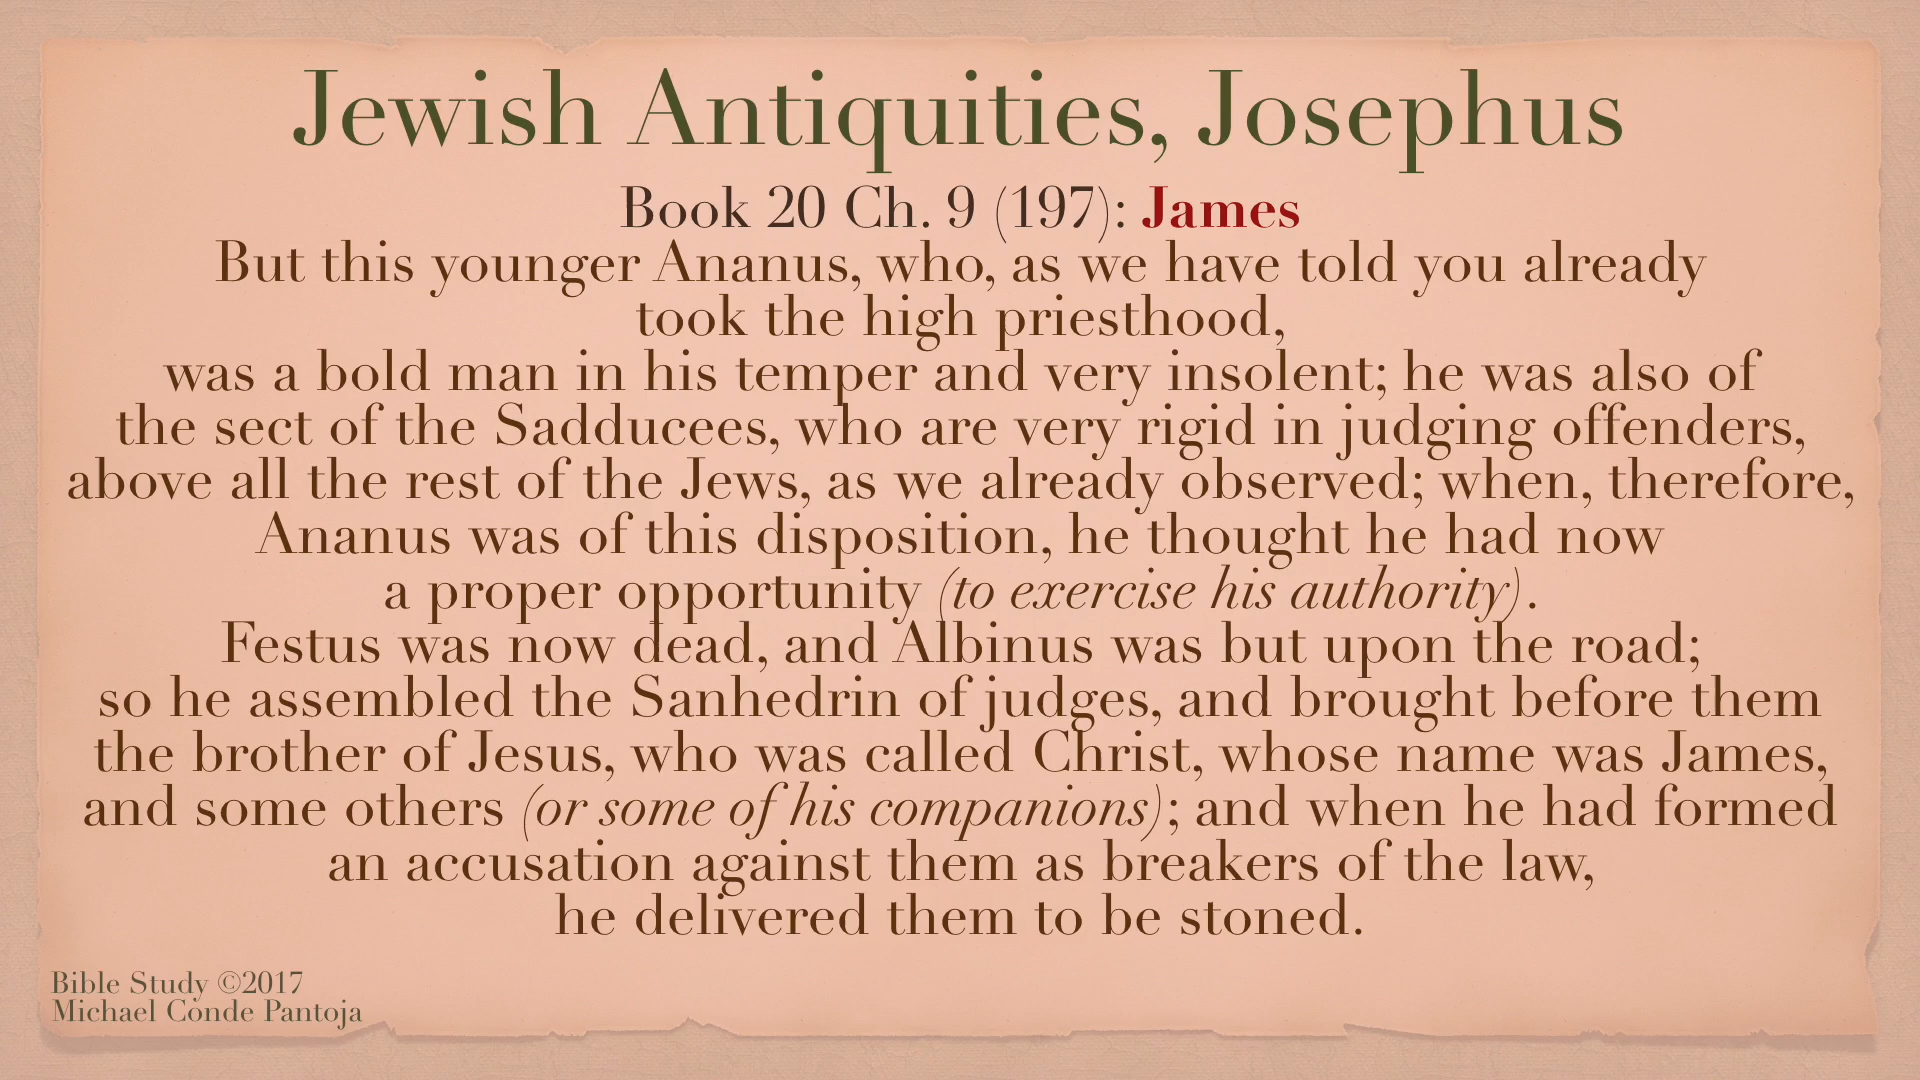 Jewish Antiquities, Josephus
Book 20 Ch. 9 (197): James
But this younger Ananus, who, as we have told you already
took the high priesthood,
was a bold man in his temper and very insolent; he was also of
the sect of the Sadducees, who are very rigid in judging offenders,
above all the rest of the Jews, as we already observed; when, therefore,
Ananus was of this disposition, he thought he had now
a proper opportunity (to exercise his authority).
Festus was now dead, and Albinus was but upon the road;
so he assembled the Sanhedrin of judges, and brought before them
the brother of Jesus, who was called Christ, whose name was James,
and some others (or some of his companions); and when he had formed
an accusation against them as breakers of the law,
he delivered them to be stoned.
Bible Study ©2017
Michael Conde Pantoja